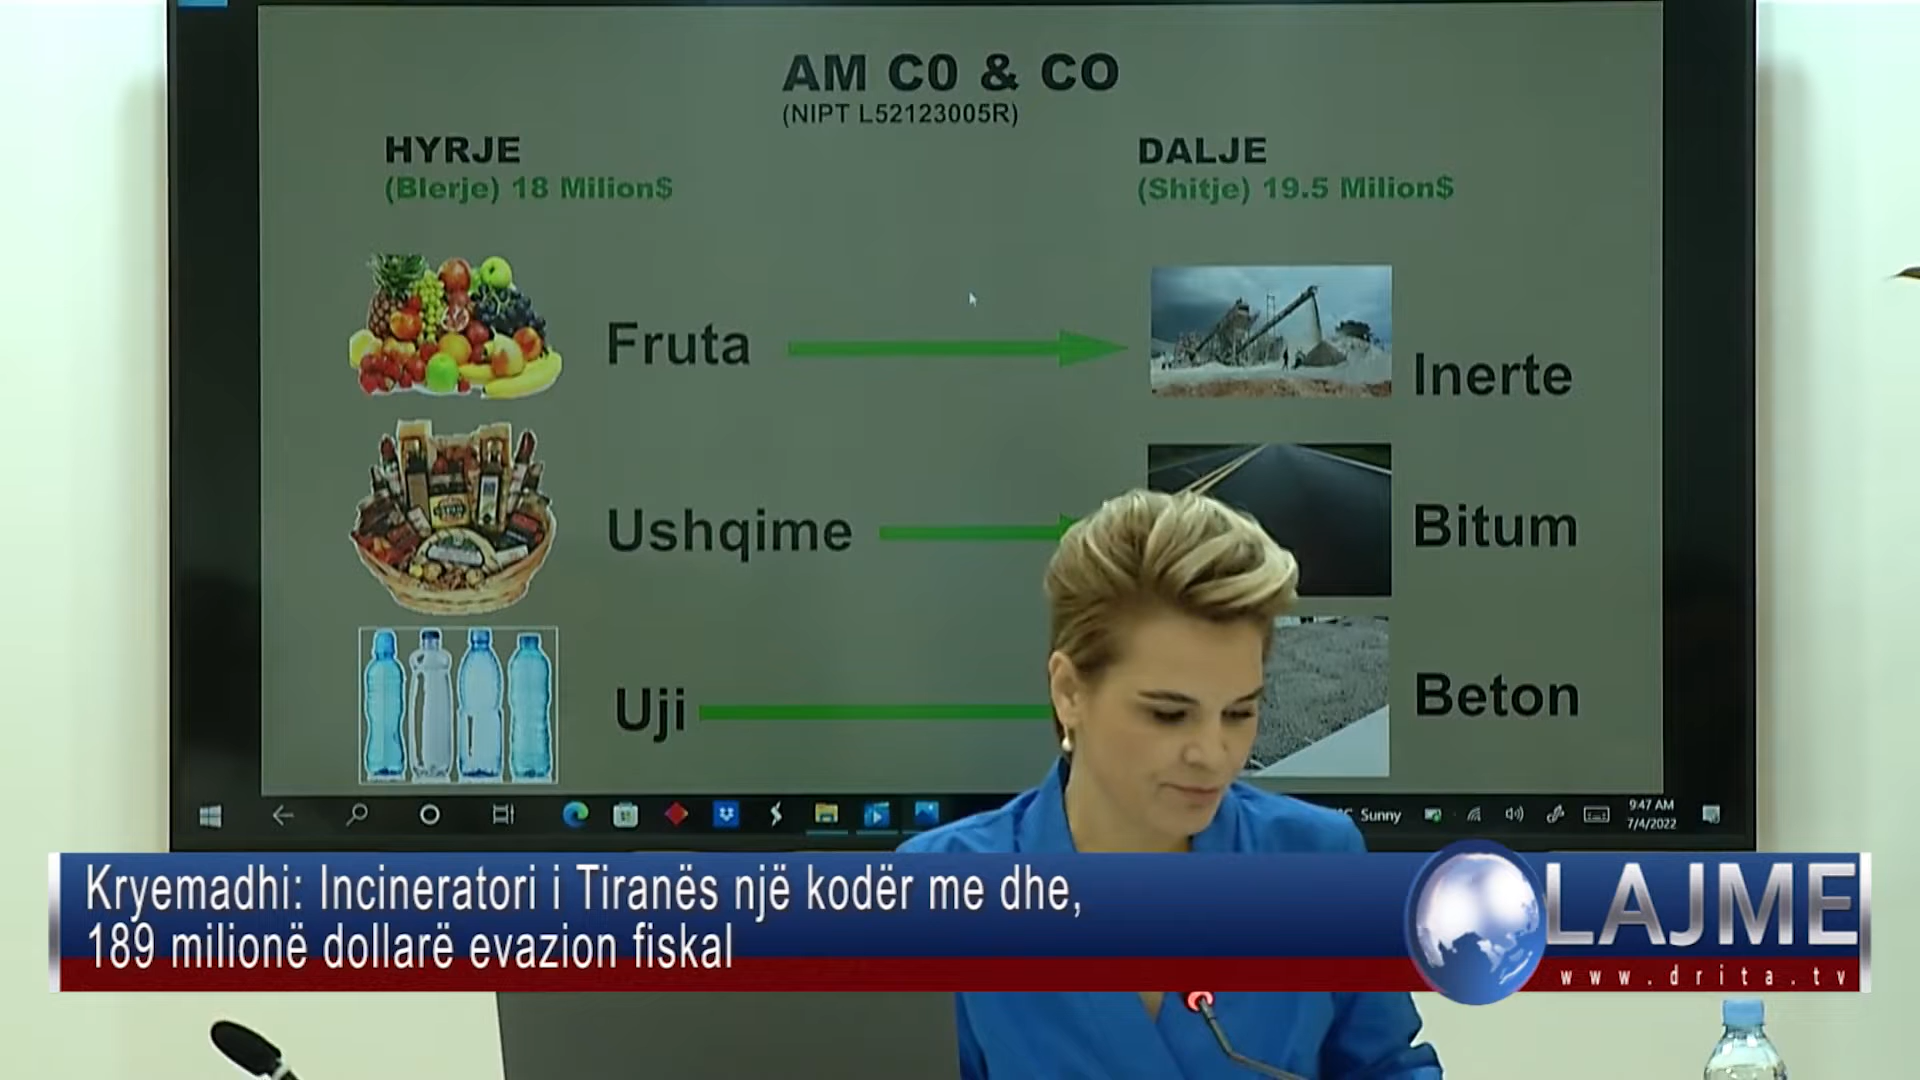 AM C0 & CO
(NIPT L52123005R)
HYRJE
(Blerje) 18 Milion$
DALJE
(Shitje) 19.5 Milion$
Fruta
Inerte
Ushqime
Bitum
Uji
Beton
Sunny
9:47 AM
7/4/2022
Kryemadhi: Incineratori i Tiranës një kodër me dhe,
189 milionë dollarë evazion fiskal
LAJME
www.drita.tv